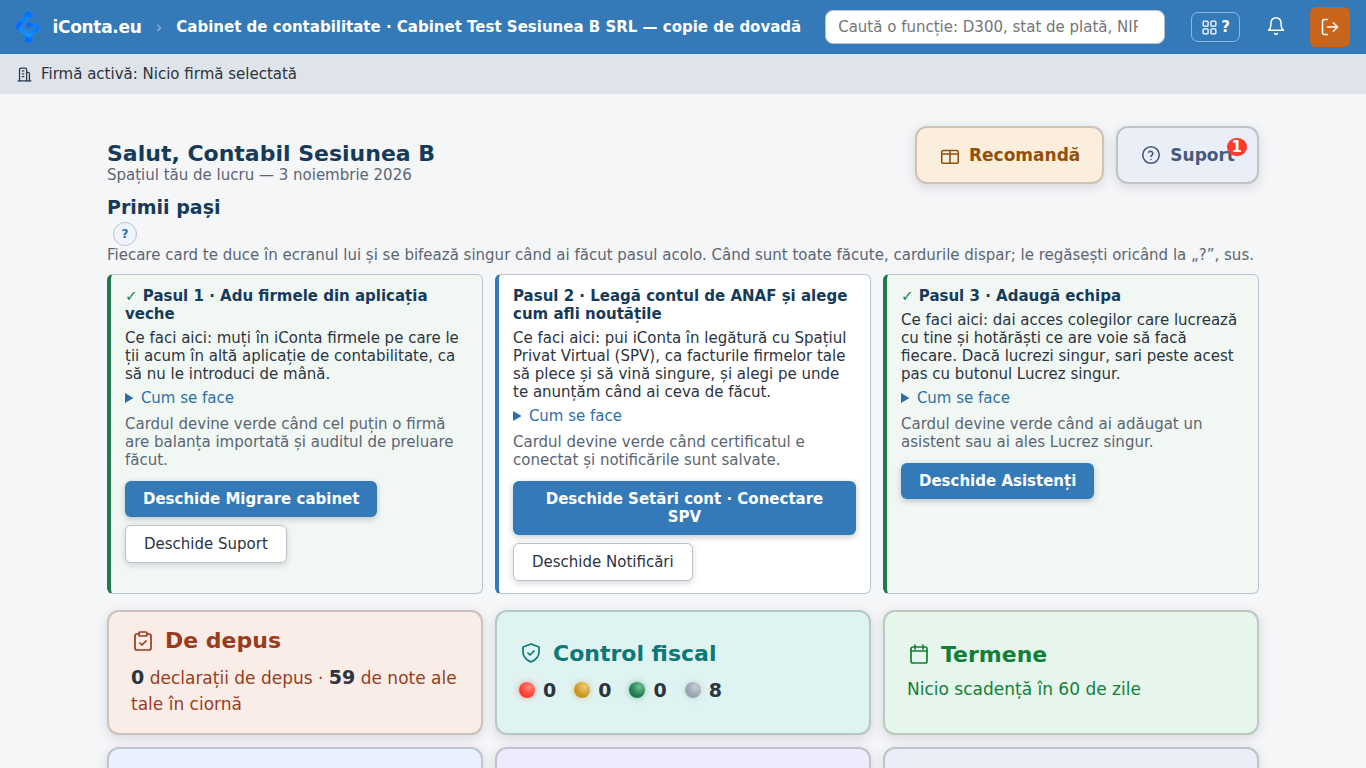 iConta.eu › Cabinet de contabilitate · Cabinet Test Sesiunea B SRL — copie de dovadă
Caută o funcție: D300, stat de plată, NIF
?
Firmă activă: Nicio firmă selectată
Salut, Contabil Sesiunea B
Spațiul tău de lucru — 3 noiembrie 2026
Recomandă
Suport
1
Primii pași
?
Fiecare card te duce în ecranul lui și se bifează singur când ai făcut pasul acolo. Când sunt toate făcute, cardurile dispar; le regăsești oricând la „?”, sus.
✓ Pasul 1 · Adu firmele din aplicația
veche
Ce faci aici: muți în iConta firmele pe care le
ții acum în altă aplicație de contabilitate, ca
să nu le introduci de mână.
Cum se face
Cardul devine verde când cel puțin o firmă
are balanța importată și auditul de preluare
făcut.
Deschide Migrare cabinet
Deschide Suport
Pasul 2 · Leagă contul de ANAF și alege
cum afli noutățile
Ce faci aici: pui iConta în legătură cu Spațiul
Privat Virtual (SPV), ca facturile firmelor tale
să plece și să vină singure, și alegi pe unde
te anunțăm când ai ceva de făcut.
Cum se face
Cardul devine verde când certificatul e
conectat și notificările sunt salvate.
Deschide Setări cont · Conectare
SPV
Deschide Notificări
✓ Pasul 3 · Adaugă echipa
Ce faci aici: dai acces colegilor care lucrează
cu tine și hotărăști ce are voie să facă
fiecare. Dacă lucrezi singur, sari peste acest
pas cu butonul Lucrez singur.
Cum se face
Cardul devine verde când ai adăugat un
asistent sau ai ales Lucrez singur.
Deschide Asistenți
De depus
0 declarații de depus · 59 de note ale
tale în ciornă
Control fiscal
0 0 0 8
Termene
Nicio scadență în 60 de zile